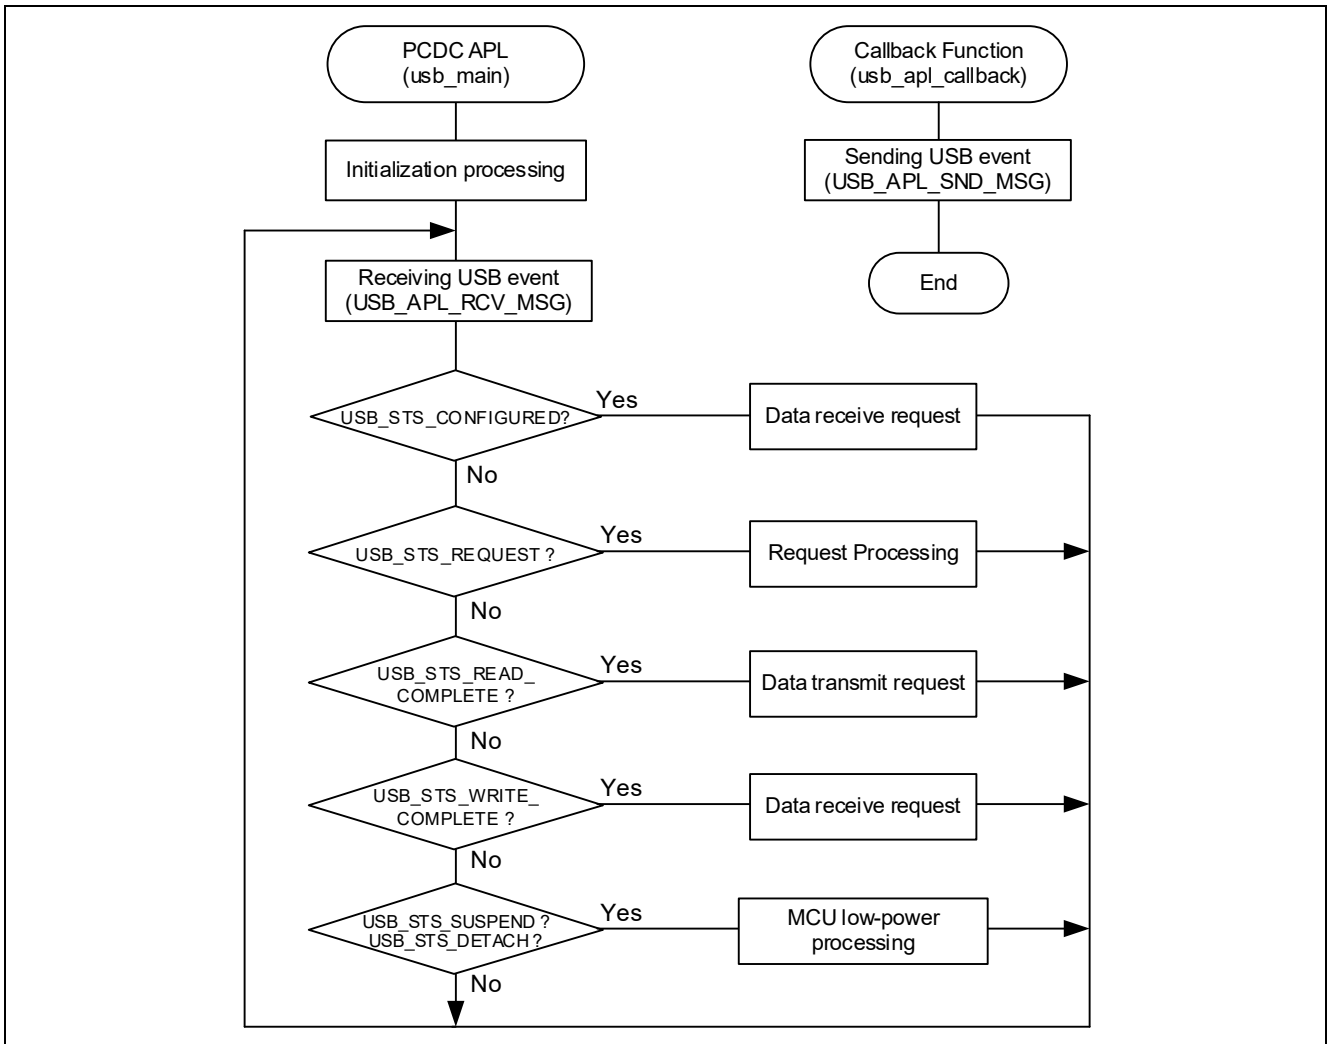 PCDC APL
(usb_main)
Callback Function
(usb_apl_callback)
Initialization processing
Sending USB event
(USB_APL_SND_MSG)
Receiving USB event
(USB_APL_RCV_MSG)
End
USB_STS_CONFIGURED?
Yes
Data receive request
No
USB_STS_REQUEST ?
Yes
Request Processing
No
USB_STS_READ_
COMPLETE ?
Yes
Data transmit request
No
USB_STS_WRITE_
COMPLETE ?
Yes
Data receive request
No
USB_STS_SUSPEND ?
USB_STS_DETACH ?
Yes
MCU low-power
processing
No